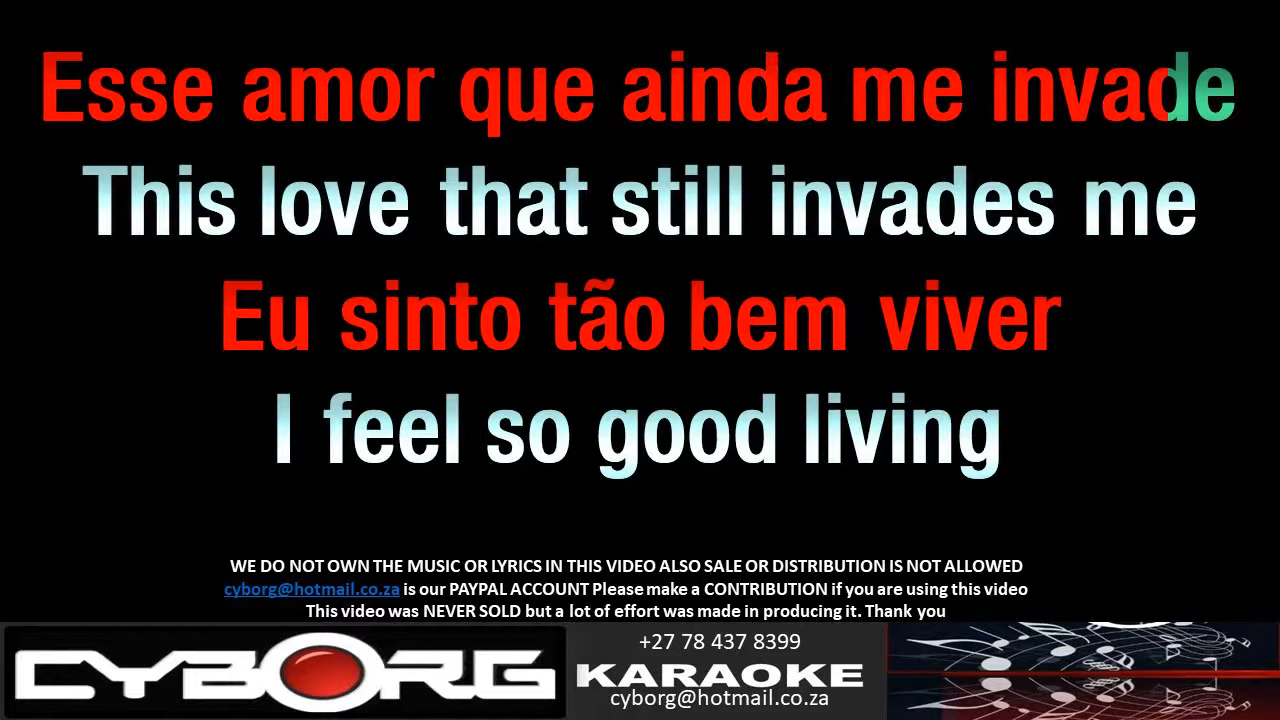 Esse amor que ainda me invade
This love that still invades me
Eu sinto tão bem viver
I feel so good living
WE DO NOT OWN THE MUSIC OR LYRICS IN THIS VIDEO ALSO SALE OR DISTRIBUTION IS NOT ALLOWED
cyborg@hotmail.co.za is our PAYPAL ACCOUNT Please make a CONTRIBUTION if you are using this video
This video was NEVER SOLD but a lot of effort was made in producing it. Thank you
CYBORG
+27 78 437 8399
KARAOKE
cyborg@hotmail.co.za